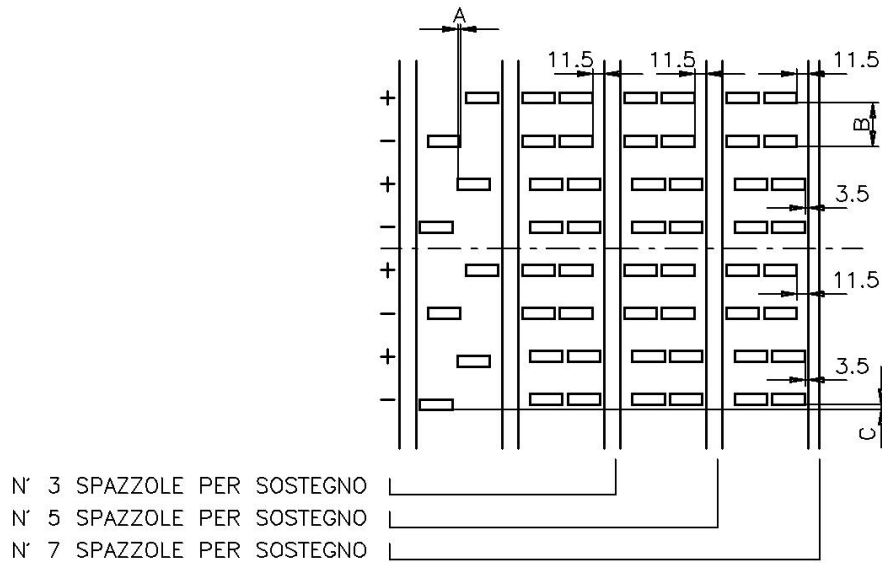 A
11.5 11.5 11.5
+
B
−
+
3.5
−
+
11.5
−
+
3.5
−
C
N' 3 SPAZZOLE PER SOSTEGNO
N' 5 SPAZZOLE PER SOSTEGNO
N' 7 SPAZZOLE PER SOSTEGNO